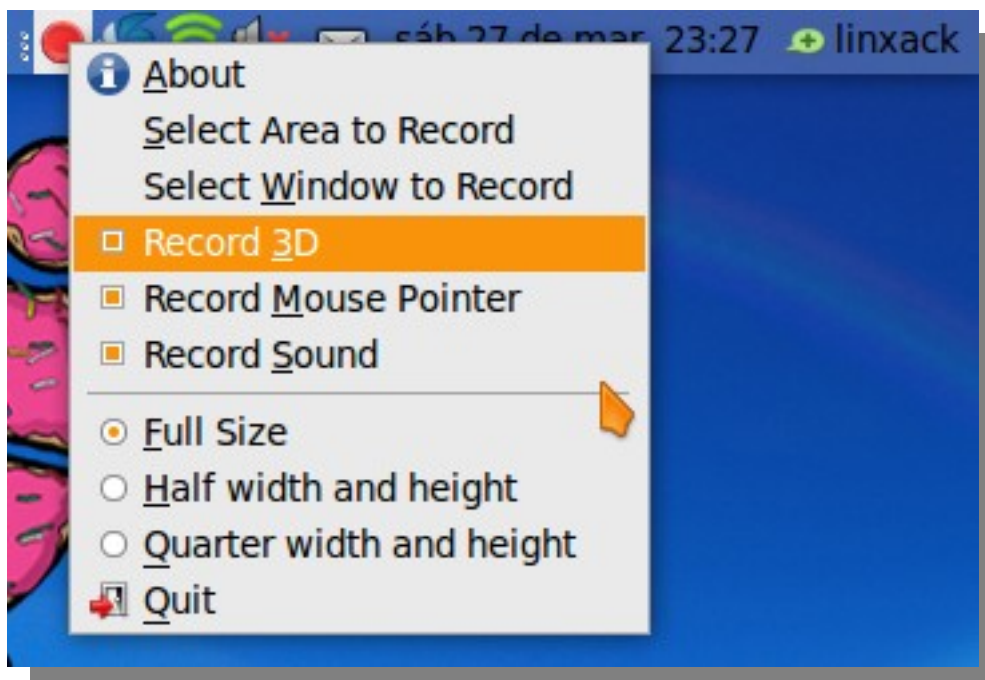 sáb 27 de mar, 23:27 linxack
About
Select Area to Record
Select Window to Record
Record 3D
Record Mouse Pointer
Record Sound
Full Size
Half width and height
Quarter width and height
Quit